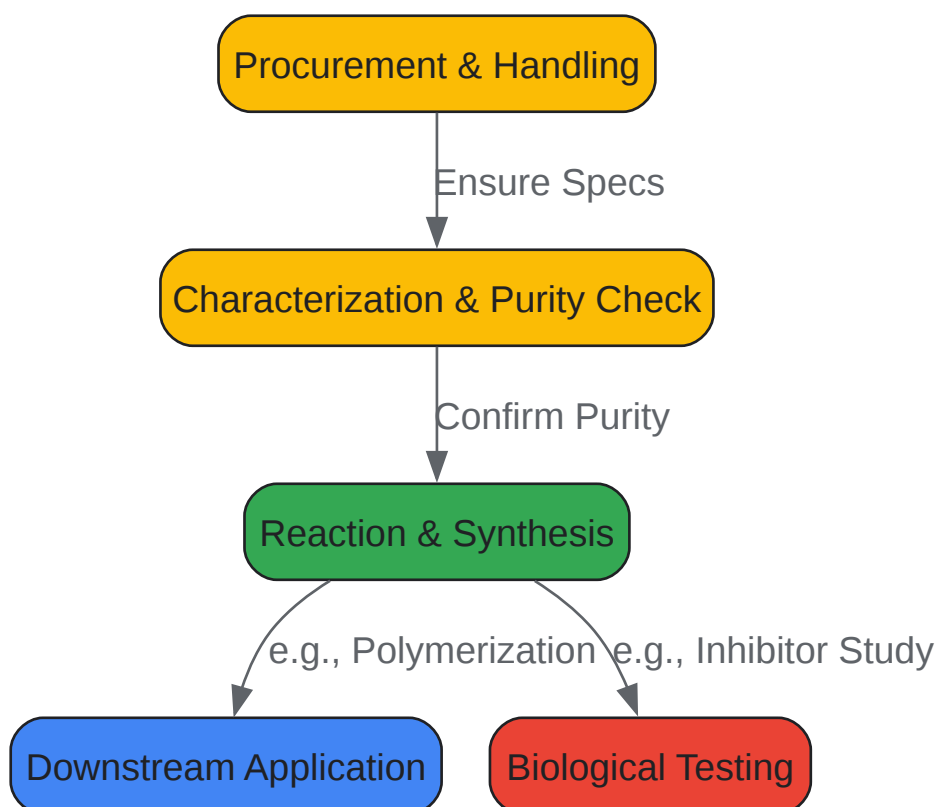 Procurement & Handling
Ensure Specs
Characterization & Purity Check
Confirm Purity
Reaction & Synthesis
e.g., Polymerization
e.g., Inhibitor Study
Downstream Application
Biological Testing